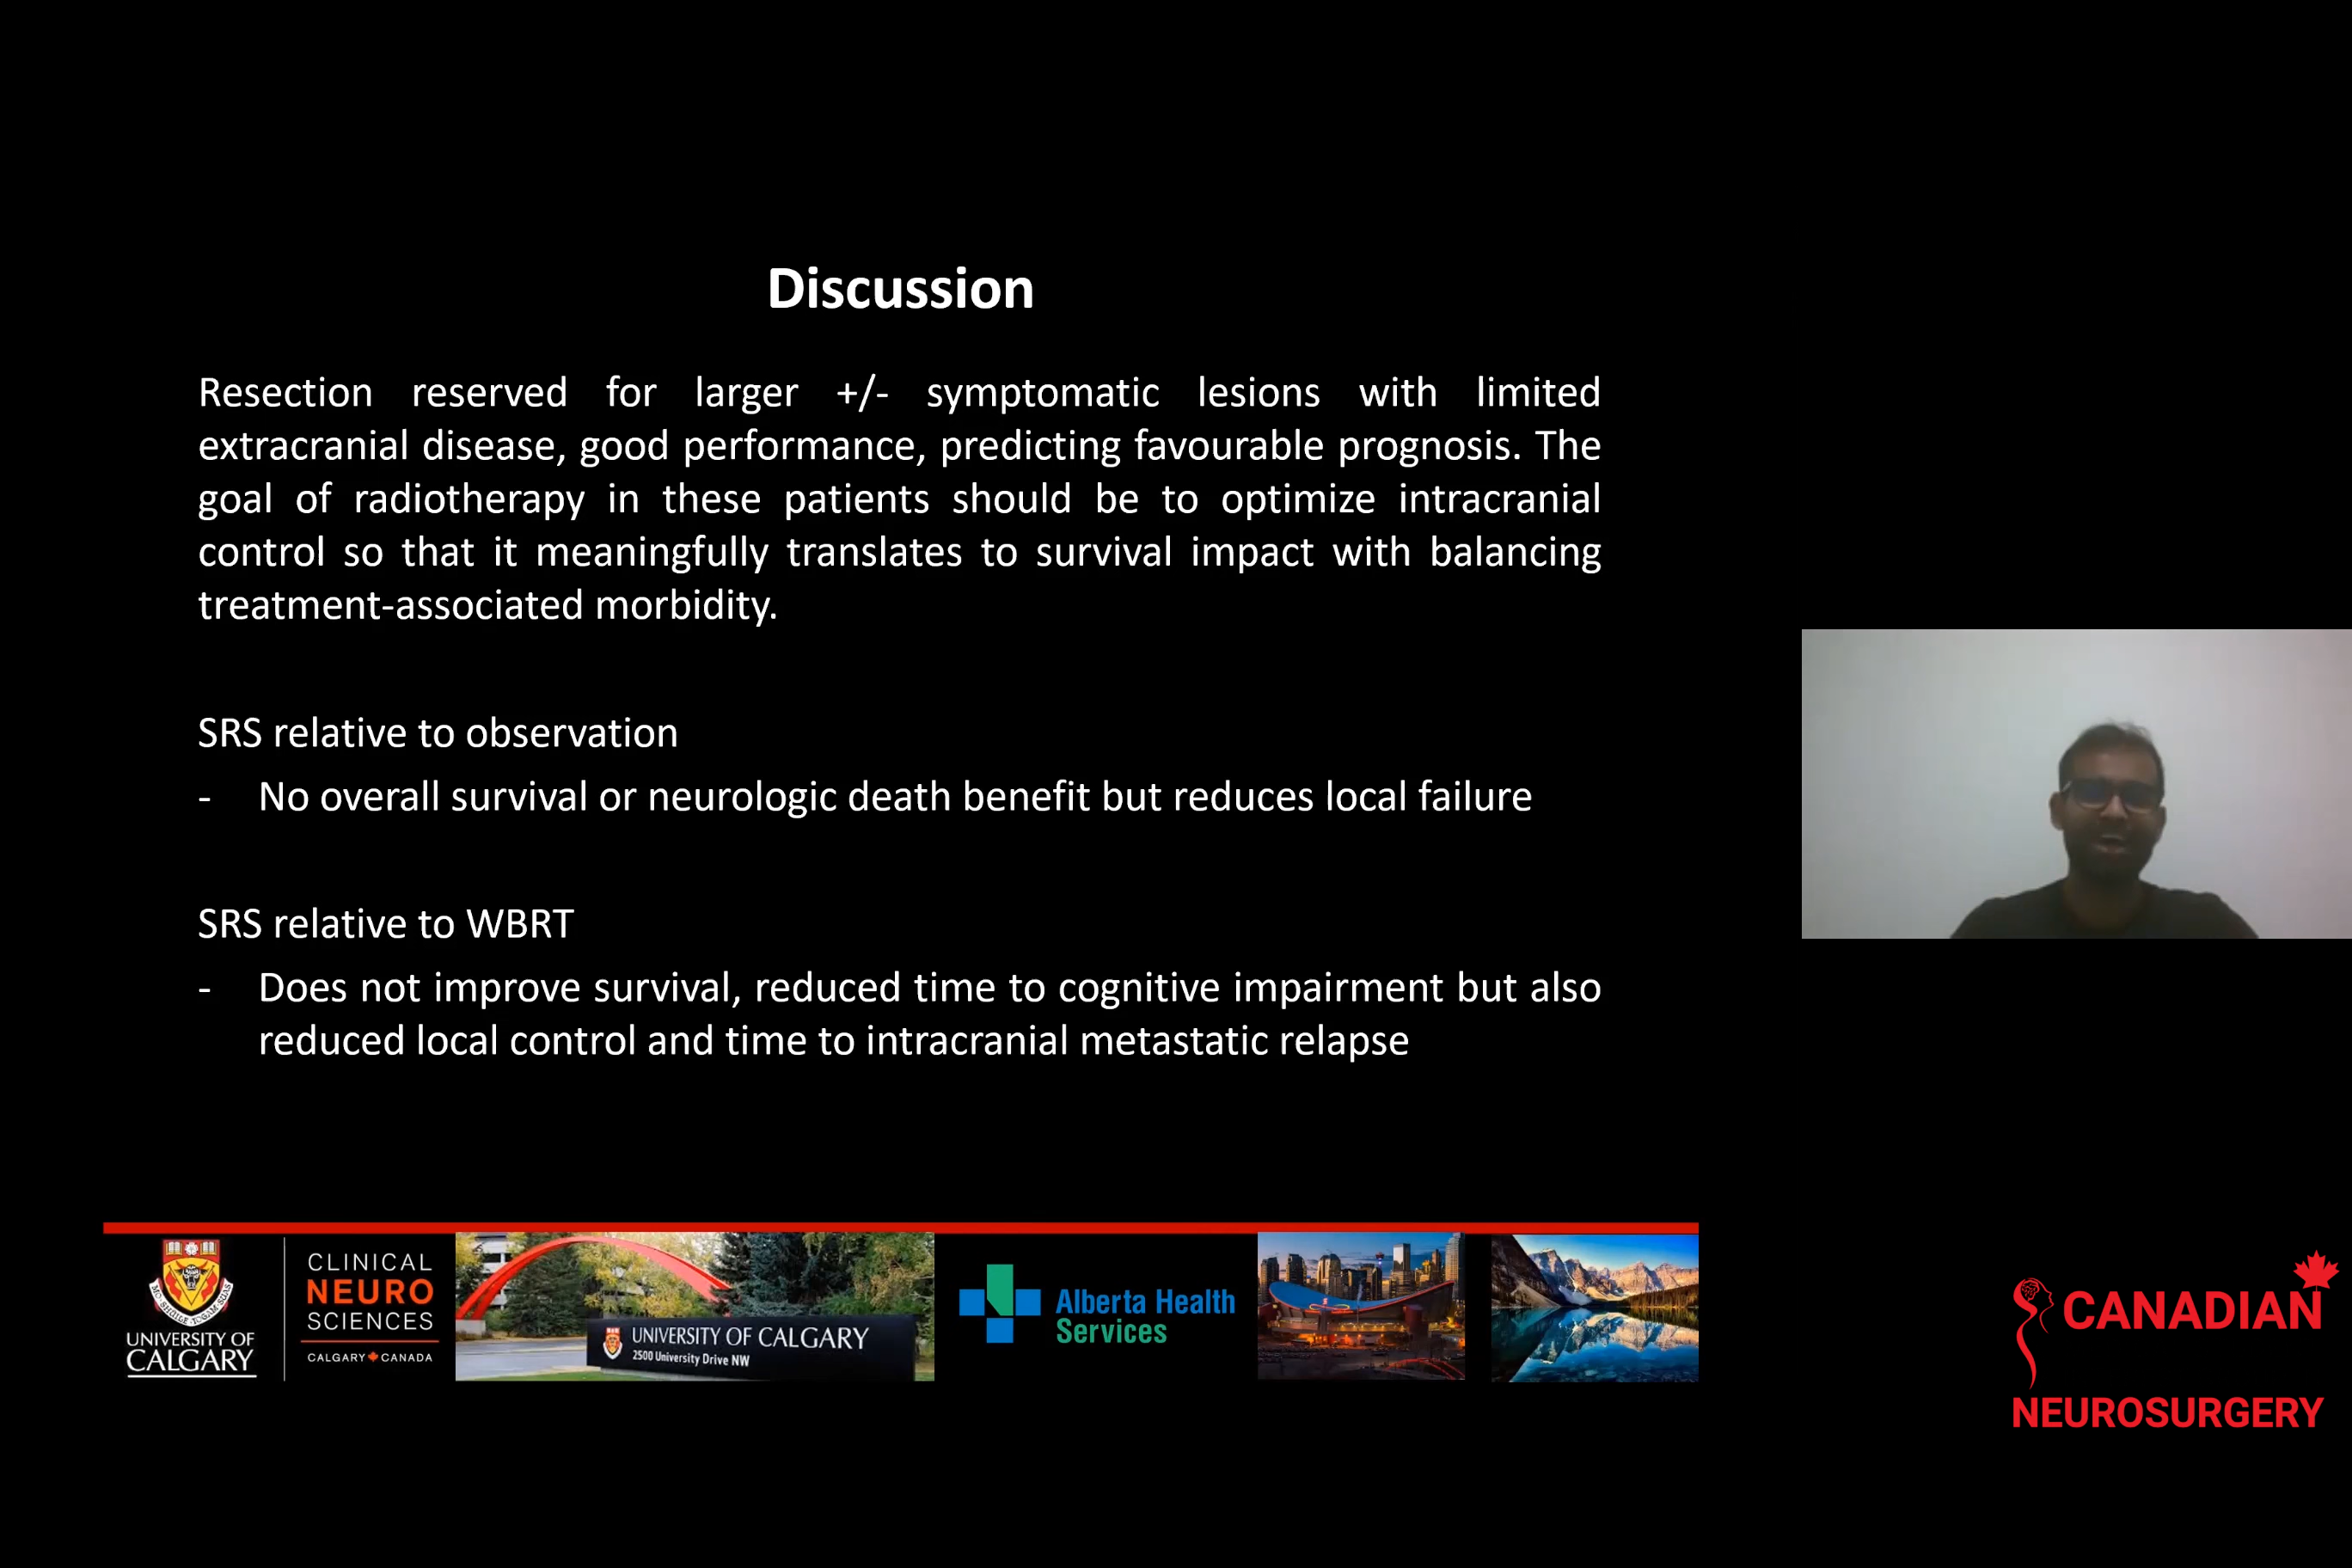 Discussion
Resection reserved for larger +/- symptomatic lesions with limited
extracranial disease, good performance, predicting favourable prognosis. The
goal of radiotherapy in these patients should be to optimize intracranial
control so that it meaningfully translates to survival impact with balancing
treatment-associated morbidity.
SRS relative to observation
- No overall survival or neurologic death benefit but reduces local failure
SRS relative to WBRT
- Does not improve survival, reduced time to cognitive impairment but also
reduced local control and time to intracranial metastatic relapse
UNIVERSITY OF
CALGARY
CLINICAL
NEURO
SCIENCES
CALGARY CANADA
UNIVERSITY OF CALGARY
2500 University Drive NW
Alberta Health
Services
CANADIAN
NEUROSURGERY